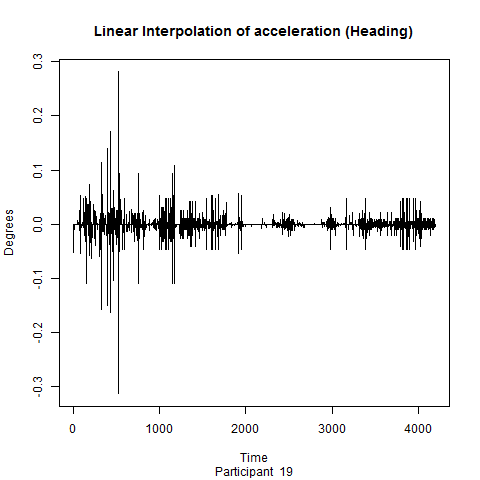 Linear Interpolation of acceleration (Heading)
Degrees
0.3
0.2
0.1
0.0
-0.1
-0.2
-0.3
0 1000 2000 3000 4000
Time
Participant 19